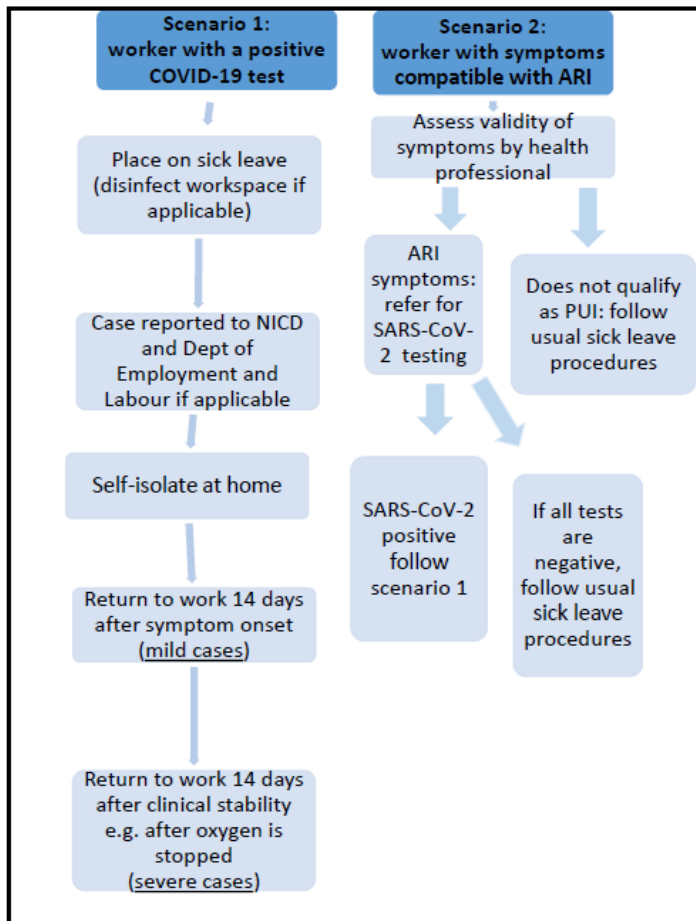 Scenario 1:
worker with a positive
COVID-19 test
Place on sick leave
(disinfect workspace if
applicable)
Case reported to NICD
and Dept of
Employment and
Labour if applicable
Self-isolate at home
Return to work 14 days
after symptom onset
(mild cases)
Return to work 14 days
after clinical stability
e.g. after oxygen is
stopped
(severe cases)
Scenario 2:
worker with symptoms
compatible with ARI
Assess validity of
symptoms by health
professional
ARI
symptoms:
refer for
SARS-CoV-
2 testing
Does not qualify
as PUI: follow
usual sick leave
procedures
SARS-CoV-2
positive
follow
scenario 1
If all tests
are
negative,
follow usual
sick leave
procedures